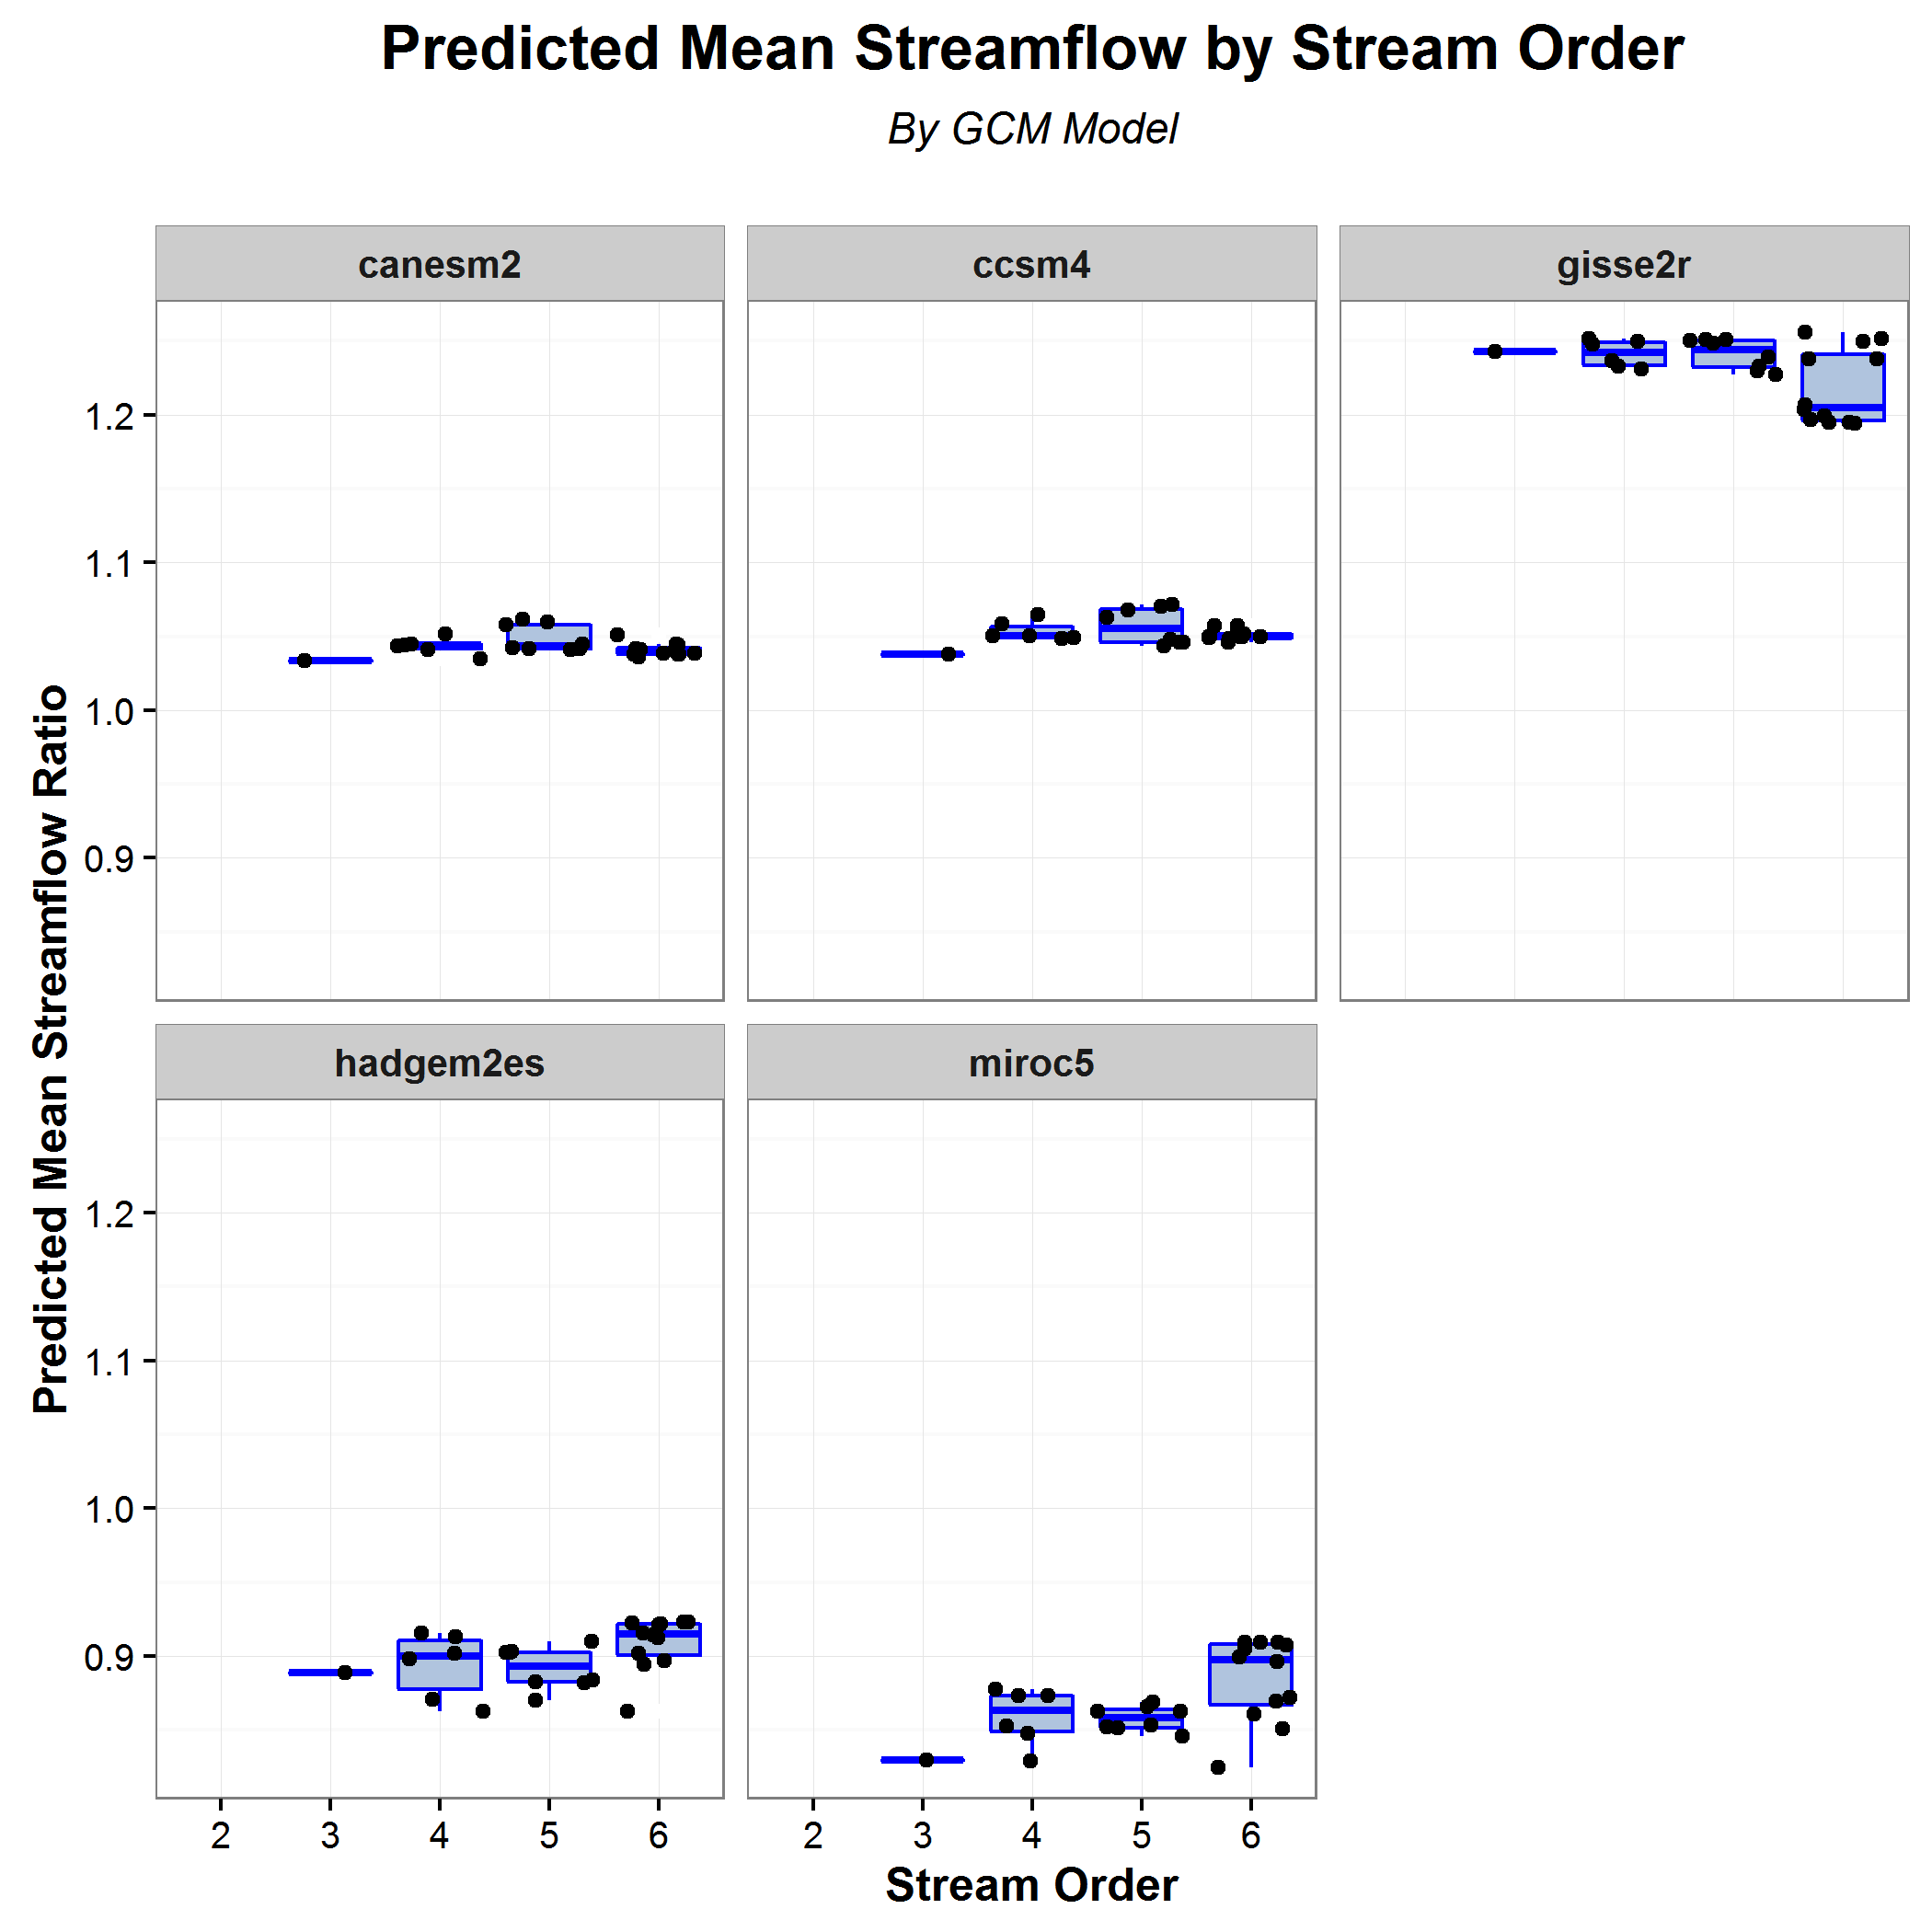 Predicted Mean Streamflow by Stream Order
By GCM Model
canesm2
ccsm4
gisse2r
1.2
1.1
1.0
0.9
Predicted Mean Streamflow Ratio
hadgem2es
miroc5
1.2
1.1
1.0
0.9
2 3 4 5 6
2 3 4 5 6
Stream Order